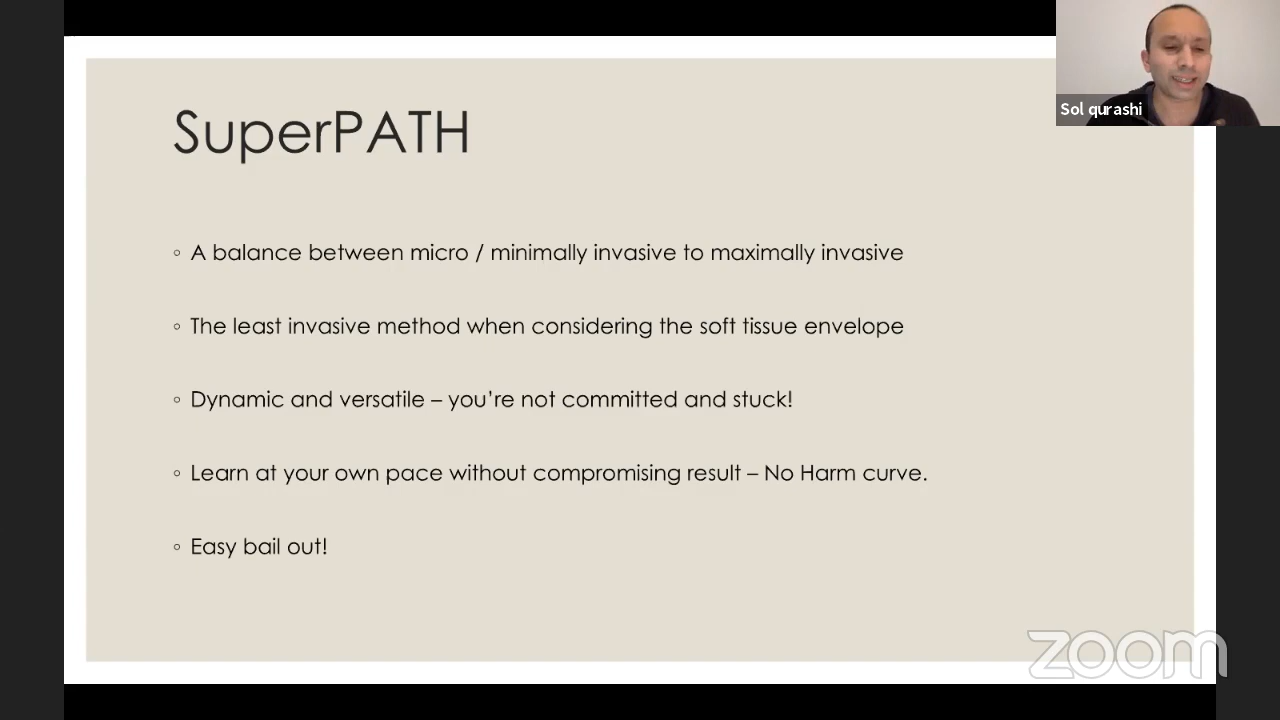 Sol qurashi
SuperPATH
◦ A balance between micro / minimally invasive to maximally invasive
◦ The least invasive method when considering the soft tissue envelope
◦ Dynamic and versatile – you’re not committed and stuck!
◦ Learn at your own pace without compromising result – No Harm curve.
◦ Easy bail out!
zoom